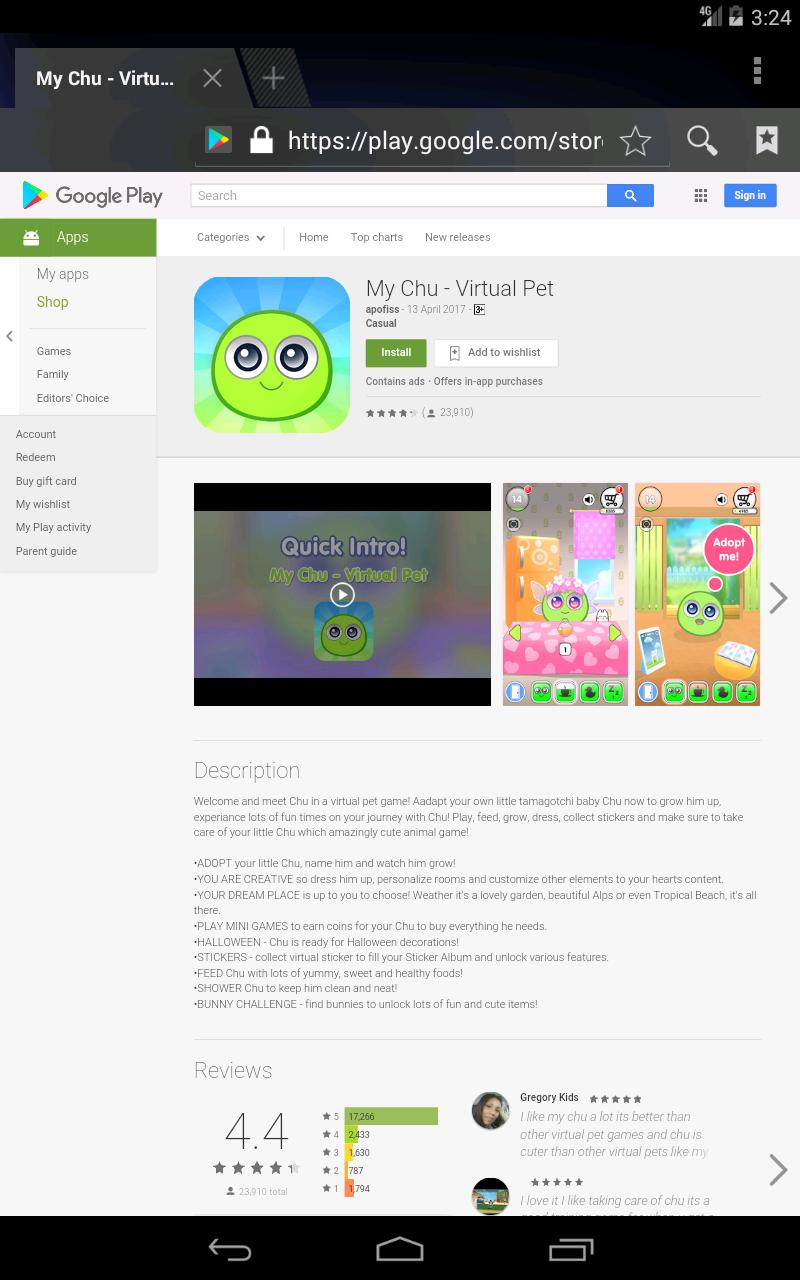 4G 3:24
My Chu - Virtu...
https://play.google.com/stor
Google Play
Search
Sign in
Apps
Categories
Home
Top charts
New releases
My apps
Shop
Games
Family
Editors' Choice
Account
Redeem
Buy gift card
My wishlist
My Play activity
Parent guide
My Chu - Virtual Pet
apofiss - 13 April 2017 - 3+
Casual
Install
Add to wishlist
Contains ads · Offers in-app purchases
( 23,910)
Quick Intro!
My Chu - Virtual Pet
14
1
14
Adopt
me!
Description
Welcome and meet Chu in a virtual pet game! Aadapt your own little tamagotchi baby Chu now to grow him up,
experiance lots of fun times on your journey with Chu! Play, feed, grow, dress, collect stickers and make sure to take
care of your little Chu which amazingly cute animal game!
•ADOPT your little Chu, name him and watch him grow!
•YOU ARE CREATIVE so dress him up, personalize rooms and customize other elements to your hearts content.
•YOUR DREAM PLACE is up to you to choose! Weather it's a lovely garden, beautiful Alps or even Tropical Beach, it's all
there.
•PLAY MINI GAMES to earn coins for your Chu to buy everything he needs.
•HALLOWEEN - Chu is ready for Halloween decorations!
•STICKERS - collect virtual sticker to fill your Sticker Album and unlock various features.
•FEED Chu with lots of yummy, sweet and healthy foods!
•SHOWER Chu to keep him clean and neat!
•BUNNY CHALLENGE - find bunnies to unlock lots of fun and cute items!
Reviews
4.4
23,910 total
5 17,266
4 2,433
3 1,630
2 787
1 1,794
Gregory Kids
I like my chu a lot its better than
other virtual pet games and chu is
cuter than other virtual pets like my
I love it I like taking care of chu its a